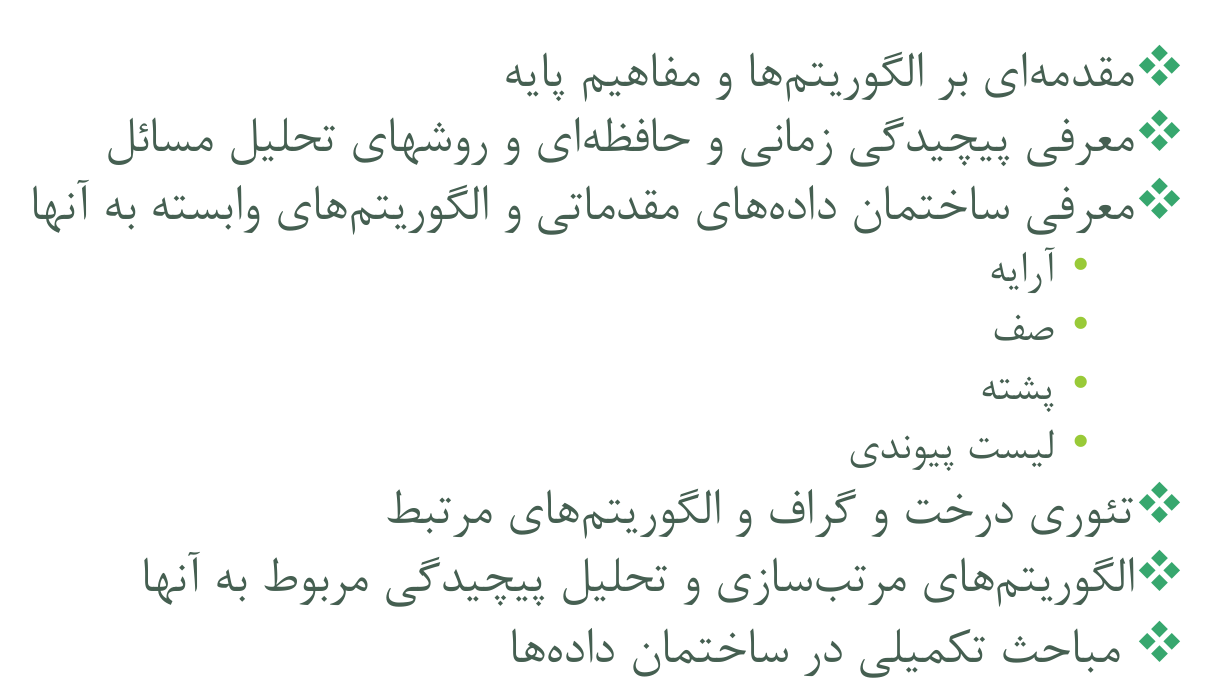 ❖مقدمه‌ای بر الگوریتم‌ها و مفاهیم پایه
❖معرفی پیچیدگی زمانی و حافظه‌ای و روشهای تحلیل مسائل
❖معرفی ساختمان داده‌های مقدماتی و الگوریتم‌های وابسته به آنها
• آرایه
• صف
• پشته
• لیست پیوندی
❖تئوری درخت و گراف و الگوریتم‌های مرتبط
❖الگوریتم‌های مرتب‌سازی و تحلیل پیچیدگی مربوط به آنها
❖ مباحث تکمیلی در ساختمان داده‌ها